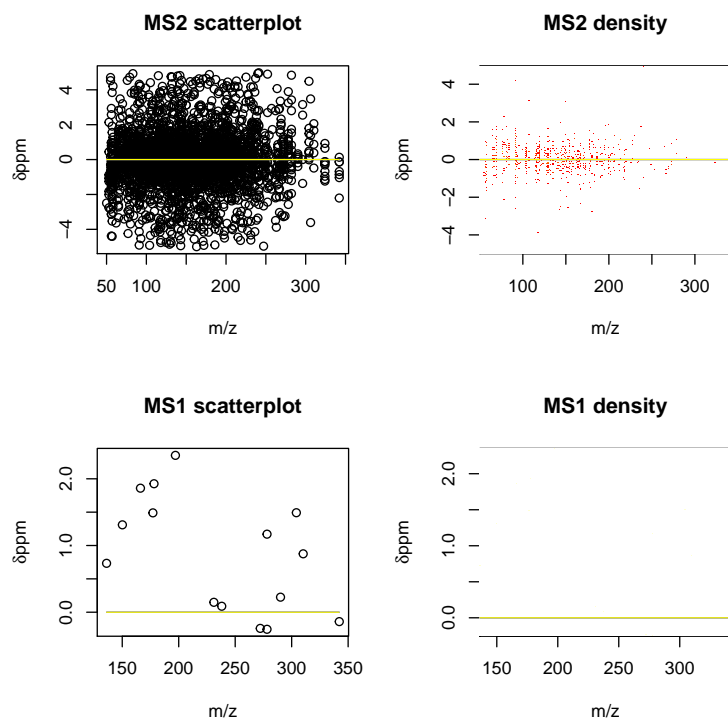 MS2 scatterplot
δppm
4
2
0
−2
−4
50 100 200 300
m/z
MS2 density
δppm
4
2
0
−2
−4
100 200 300
m/z
MS1 scatterplot
δppm
2.0
1.0
0.0
150 200 250 300 350
m/z
MS1 density
δppm
2.0
1.0
0.0
150 200 250 300
m/z